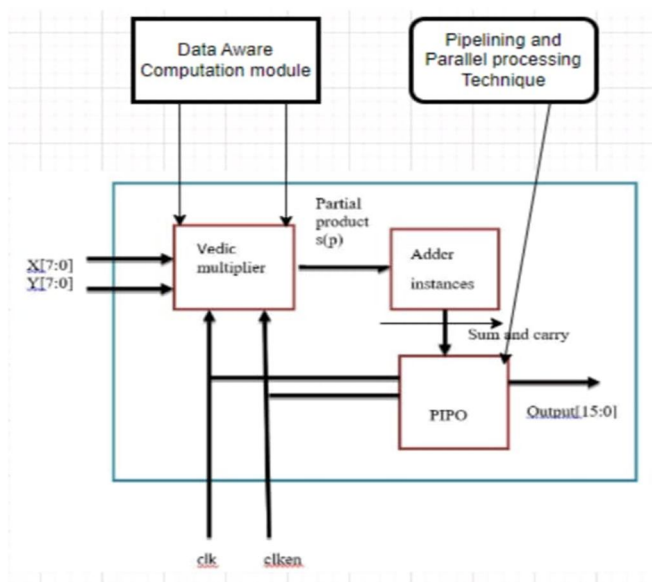 Data Aware
Computation module
Pipelining and
Parallel processing
Technique
Partial
product
s(p)
Vedic
multiplier
X[7:0]
Y[7:0]
Adder
instances
Sum and carry
PIPO
Output[15:0]
clk
clken